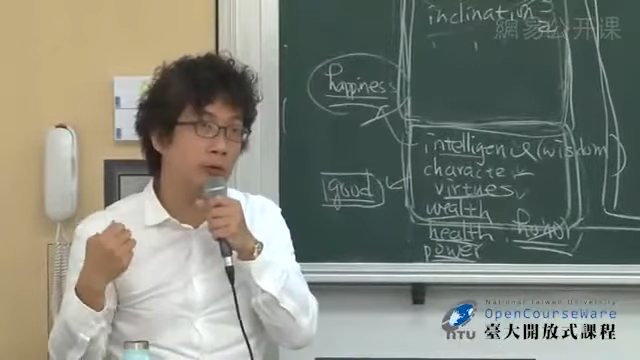 inclination
網易公开课
happiness
intelligence (wisdom)
character
virtues
good
wealth
health. honor
power
National Taiwan University
OpenCourseWare
NTU
臺大開放式課程